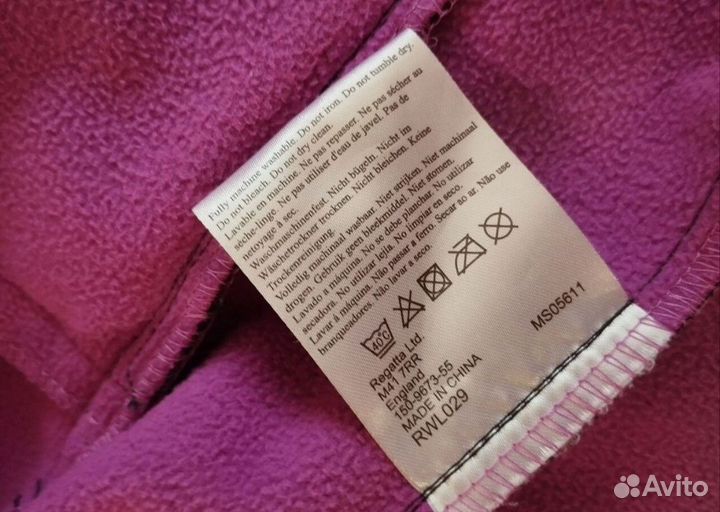 Fully machine washable. Do not iron. Do not tumble dry.
Do not bleach. Do not dry clean.
Lavable en machine. Ne pas repasser. Ne pas sécher au
sèche-linge. Ne pas utiliser d'eau de javel. Pas de
nettoyage à sec.
Waschmaschinenfest. Nicht bügeln. Nicht im
Wäschetrockner trocknen. Nicht bleichen. Keine
Trockenreinigung.
Volledig machinaal wasbaar. Niet striken. Niet machinaal
drogen. Gebruik geen bleekmiddel. Niet stomen.
Lavado a máquina. No se debe planchar. No utilizar
secadora. No utilizar lejia. No limpiar en seco.
Lavar à máquina. Não passar a ferro. Secar ao ar. Não use
branqueadores. Não lavar a seco.
40°C
Regatta Ltd.
M41 7RR
England
150-9673-55
MADE IN CHINA
RWL029
MS05611
Avito